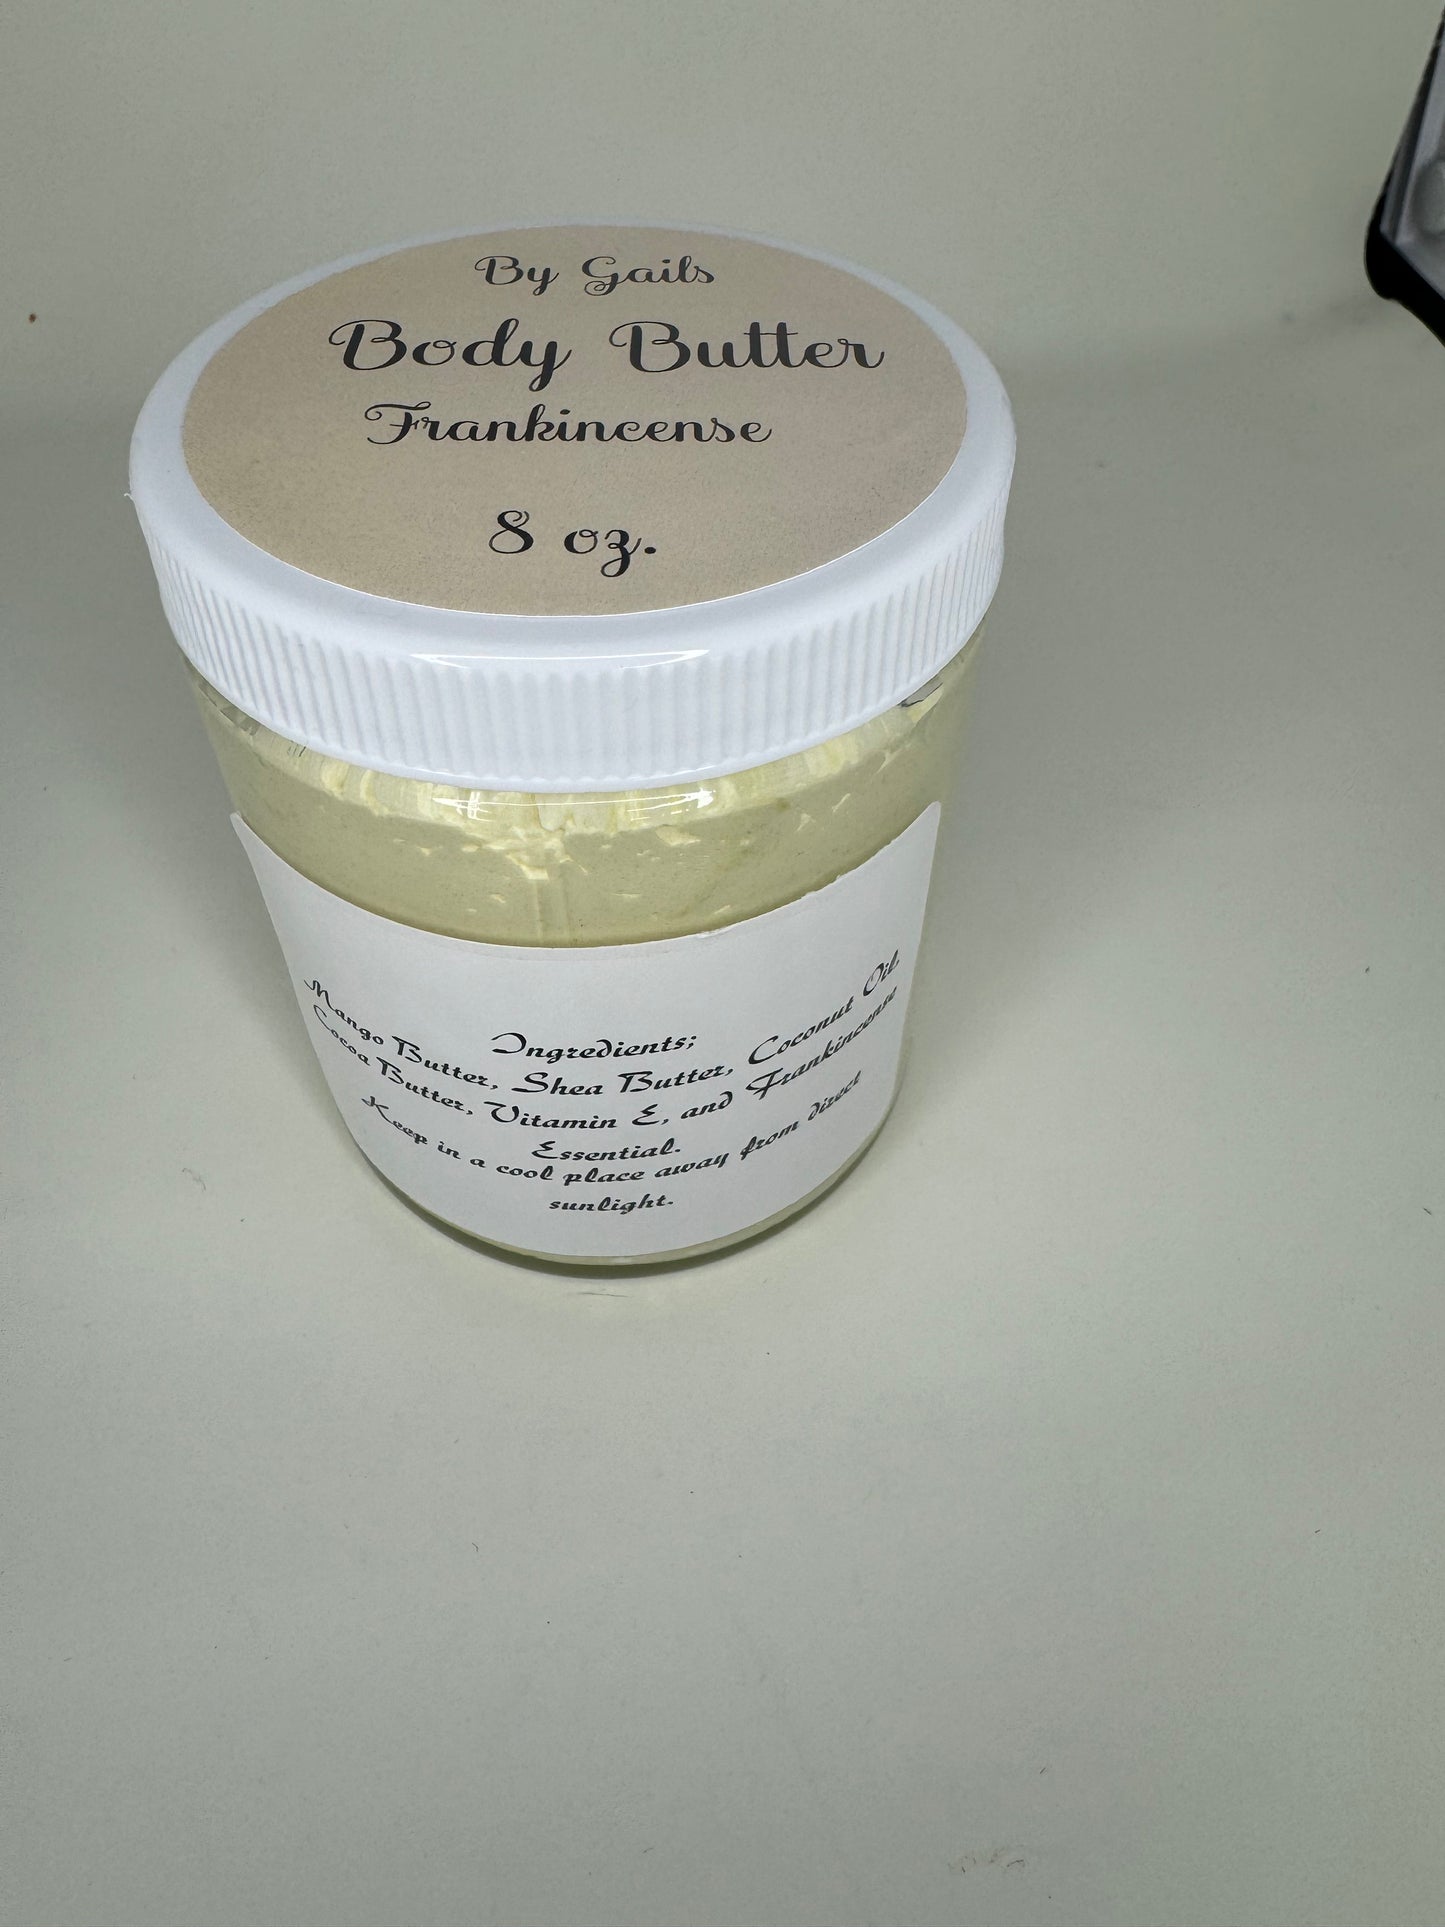 By Gails
Body Butter
Frankincense
8 oz.
Ingredients;
Mango Butter, Shea Butter, Coconut Oil,
Cocoa Butter, Vitamin E, and Frankincense
Essential.
Keep in a cool place away from direct
sunlight.